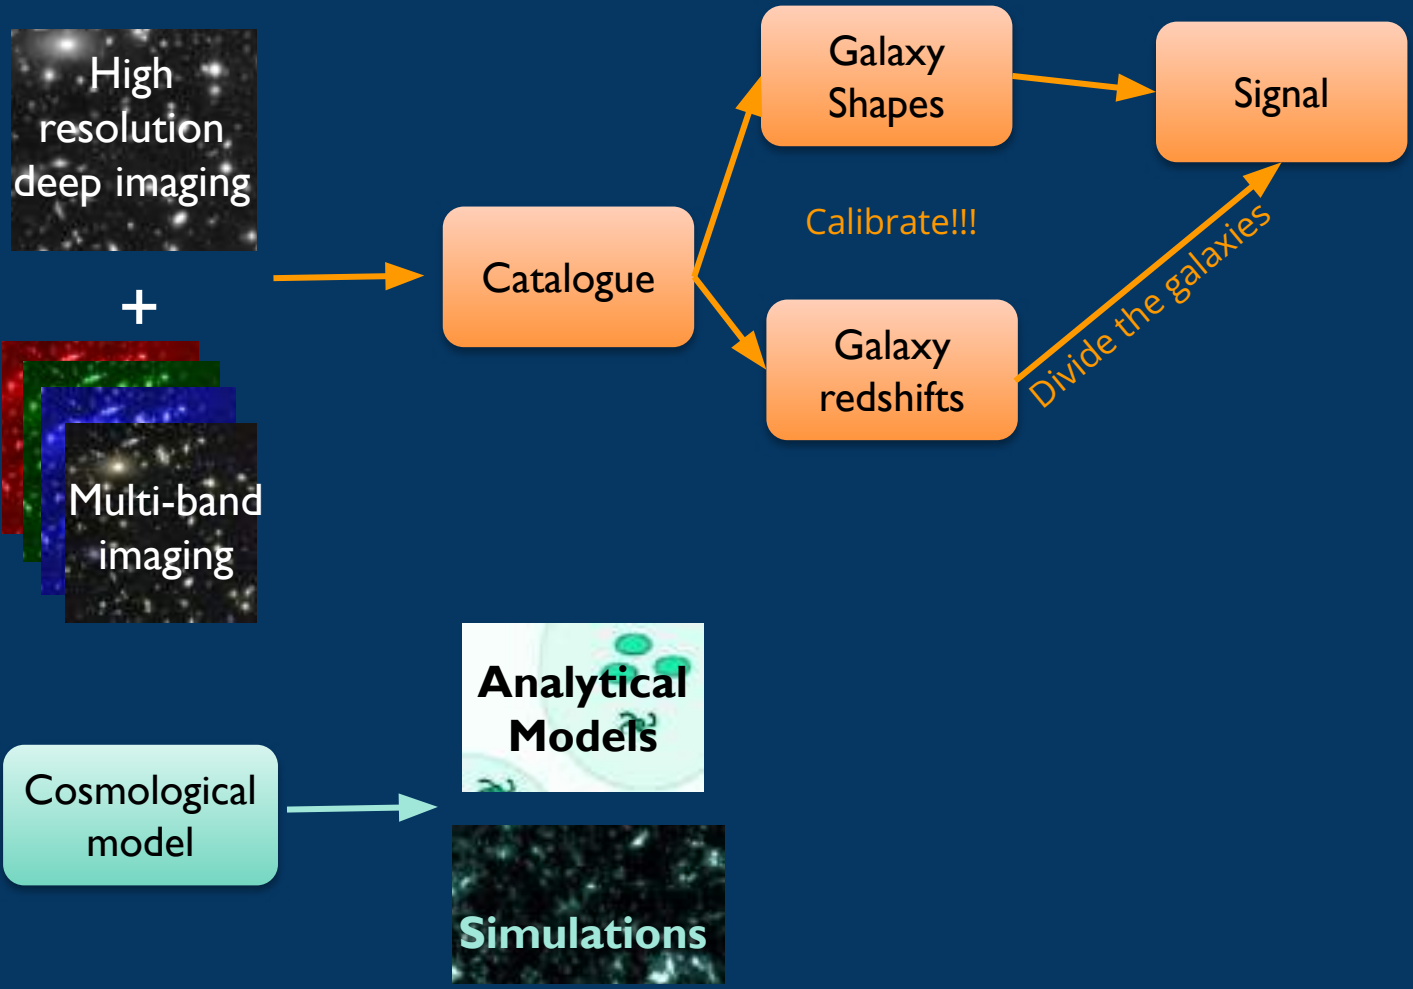 High
resolution
deep imaging
+
Multi-band
imaging
Catalogue
Galaxy
Shapes
Calibrate!!!
Galaxy
redshifts
Divide the galaxies
Signal
Cosmological
model
Analytical
Models
Simulations